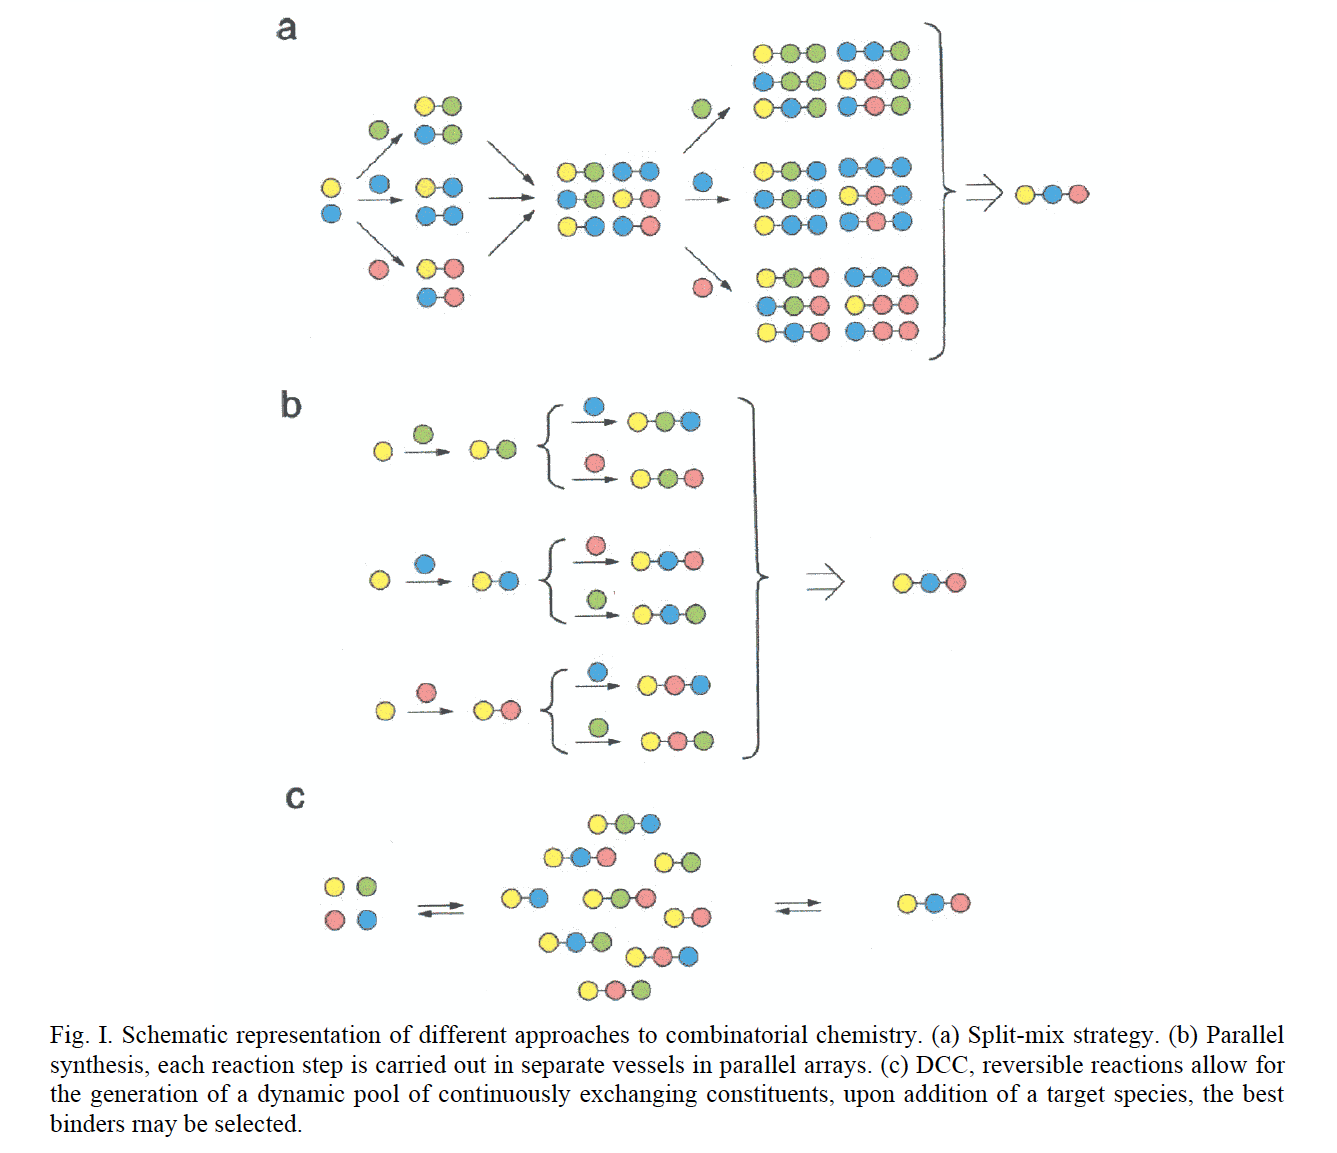 a
b
c
Fig. I. Schematic representation of different approaches to combinatorial chemistry. (a) Split-mix strategy. (b) Parallel
synthesis, each reaction step is carried out in separate vessels in parallel arrays. (c) DCC, reversible reactions allow for
the generation of a dynamic pool of continuously exchanging constituents, upon addition of a target species, the best
binders may be selected.